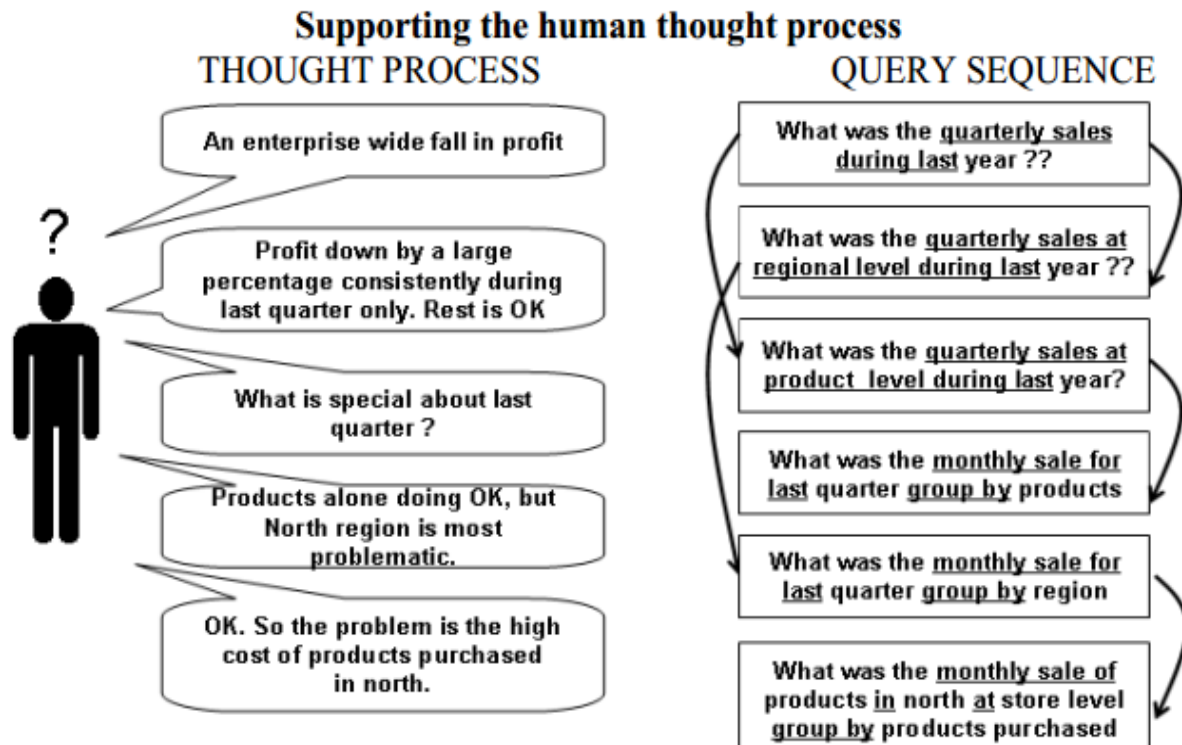 Supporting the human thought process
THOUGHT PROCESS
QUERY SEQUENCE
An enterprise wide fall in profit
?
Profit down by a large
percentage consistently during
last quarter only. Rest is OK
What is special about last
quarter ?
Products alone doing OK, but
North region is most
problematic.
OK. So the problem is the high
cost of products purchased
in north.
What was the quarterly sales
during last year ??
What was the quarterly sales at
regional level during last year ??
What was the quarterly sales at
product level during last year?
What was the monthly sale for
last quarter group by products
What was the monthly sale for
last quarter group by region
What was the monthly sale of
products in north at store level
group by products purchased